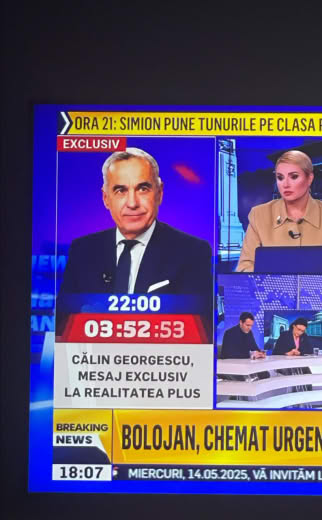 ORA 21: SIMION PUNE TUNURILE PE CLASA
EXCLUSIV
22:00
03:52:53
CĂLIN GEORGESCU,
MESAJ EXCLUSIV
LA REALITATEA PLUS
BREAKING
NEWS
BOLOJAN, CHEMAT URGEN
18:07
MIERCURI, 14.05.2025, VĂ INVITĂM